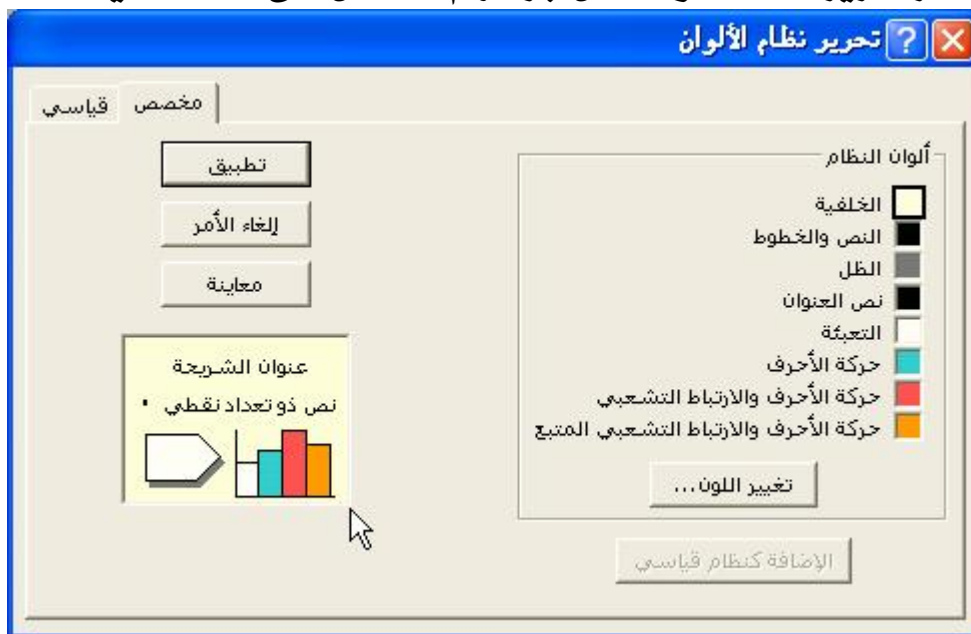 تحرير نظام الألوان
مخصص
قياسي
ألوان النظام
الخلفية
النص والخطوط
الظل
نص العنوان
التعبئة
حركة الأحرف
حركة الأحرف والارتباط التشعبي
حركة الأحرف والارتباط التشعبي المتبع
تغيير اللون...
الإضافة كنظام قياسي
تطبيق
إلغاء الأمر
معاينة
عنوان الشريحة
نص ذو تعداد نقطي •